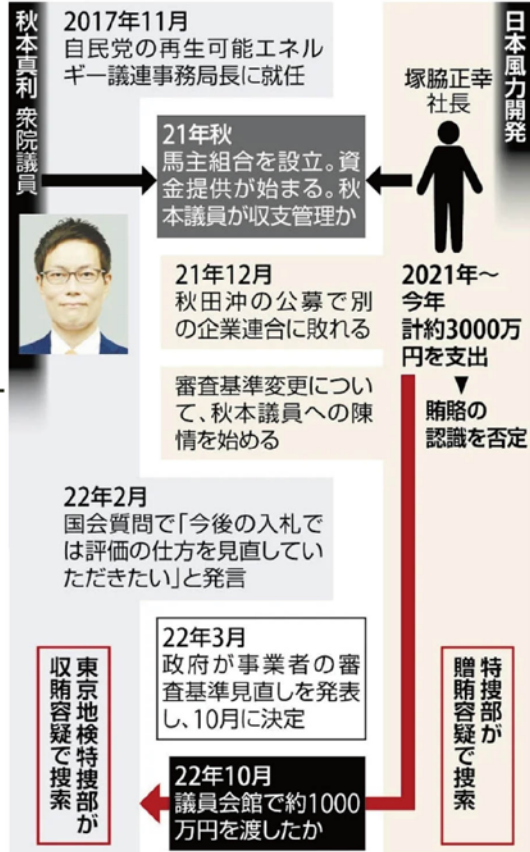 秋本真利 衆院議員
日本風力開発
2017年11月
自民党の再生可能エネル
ギー議連事務局長に就任
塚脇正幸
社長
21年秋
馬主組合を設立。資
金提供が始まる。秋
本議員が収支管理か
21年12月
秋田沖の公募で別
の企業連合に敗れる
2021年〜
今年
計約3000万
円を支出
▼
賄賂の
認識を否定
審査基準変更につい
て、秋本議員への陳
情を始める
22年2月
国会質問で「今後の入札で
は評価の仕方を見直してい
ただきたい」と発言
22年3月
政府が事業者の審
査基準見直しを発表
し、10月に決定
特捜部が
贈賄容疑で捜索
東京地検特捜部が
収賄容疑で捜索
22年10月
議員会館で約1000
万円を渡したか